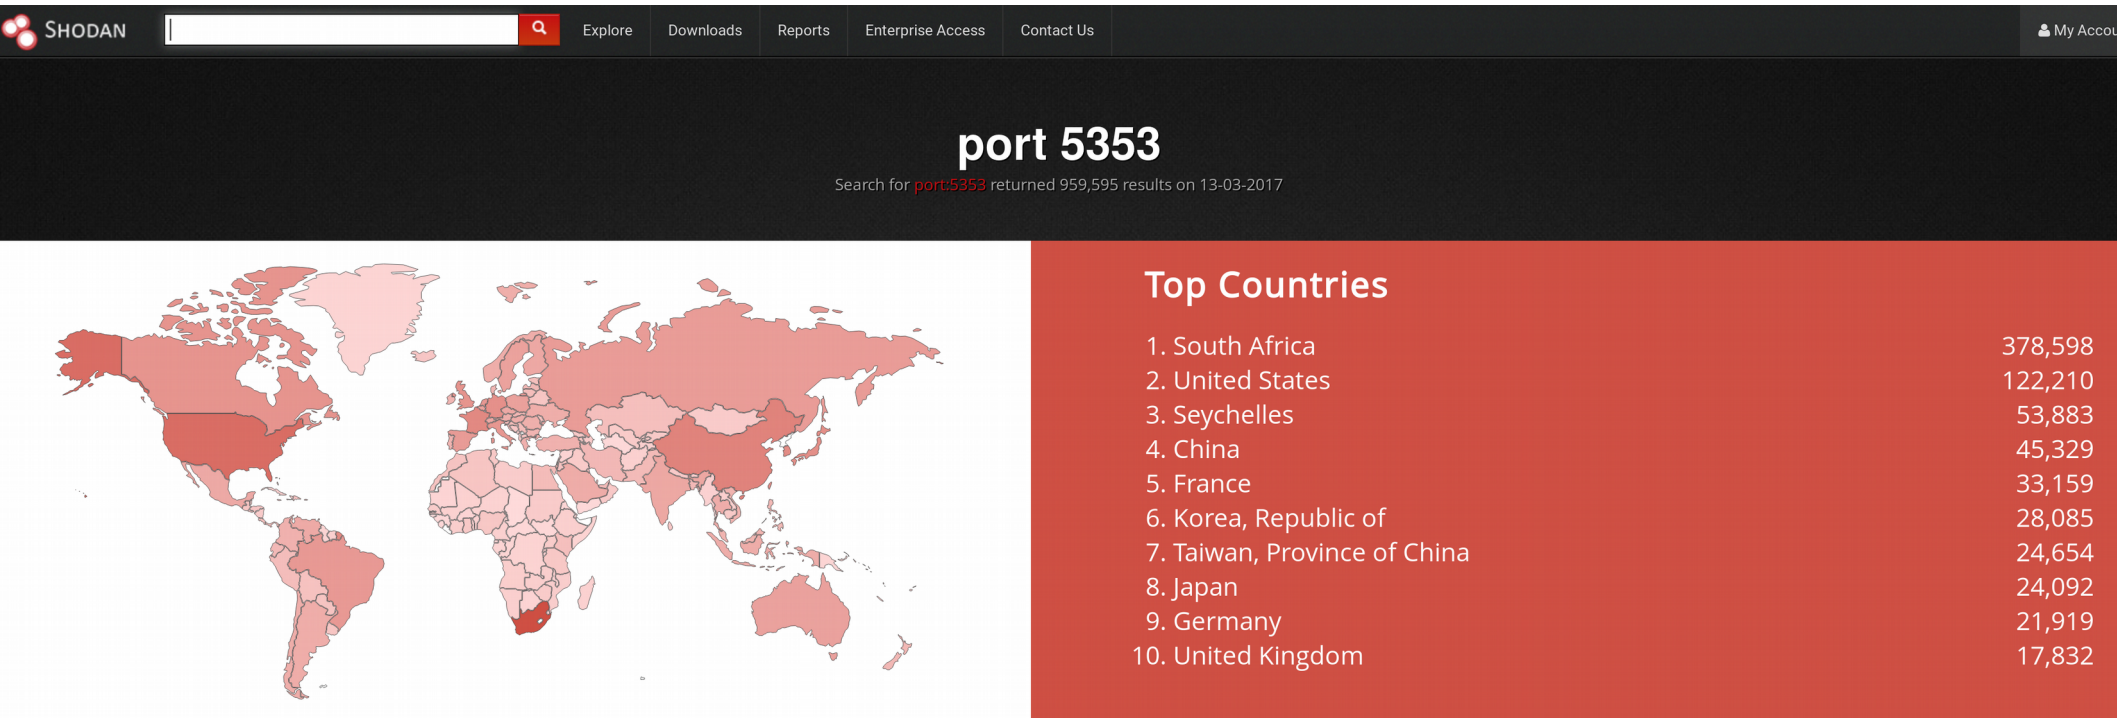 SHODAN
Explore Downloads Reports Enterprise Access Contact Us My Accou
port 5353
Search for port:5353 returned 959,595 results on 13-03-2017
Top Countries
1. South Africa 378,598
2. United States 122,210
3. Seychelles 53,883
4. China 45,329
5. France 33,159
6. Korea, Republic of 28,085
7. Taiwan, Province of China 24,654
8. Japan 24,092
9. Germany 21,919
10. United Kingdom 17,832